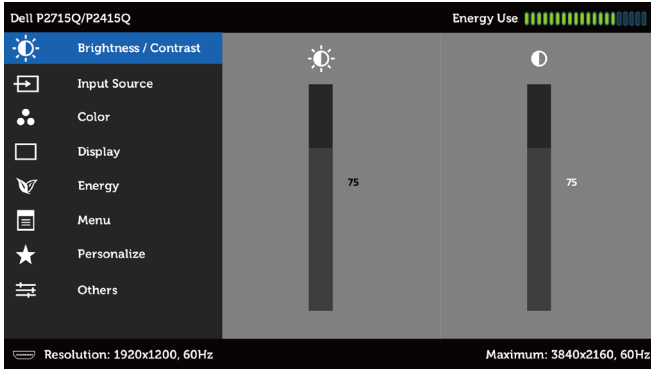 Dell P2715Q/P2415Q Energy Use
Brightness / Contrast
Input Source
Color
Display
Energy
Menu
Personalize
Others
75 75
Resolution: 1920x1200, 60Hz Maximum: 3840x2160, 60Hz